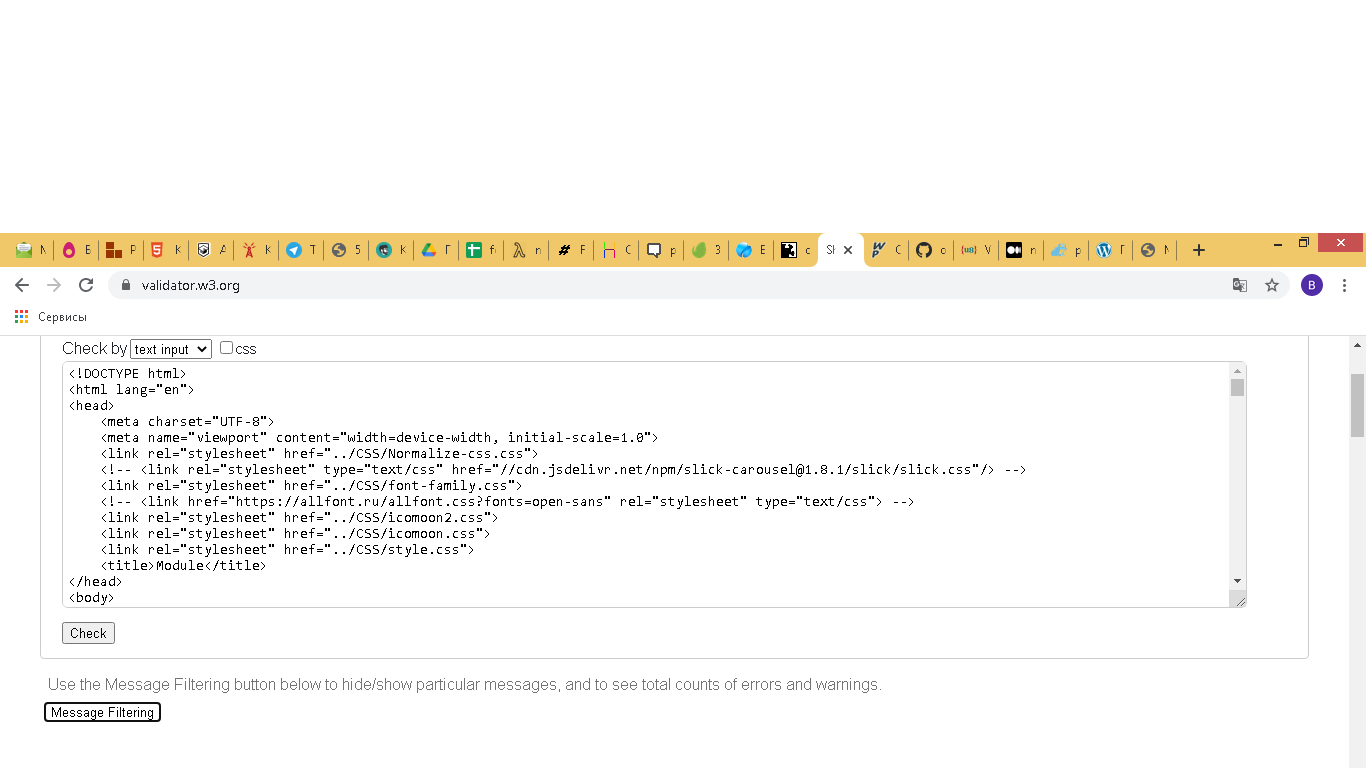 validator.w3.org
B
Сервисы
Check by text input css
<!DOCTYPE html>
<html lang="en">
<head>
<meta charset="UTF-8">
<meta name="viewport" content="width=device-width, initial-scale=1.0">
<link rel="stylesheet" href="../CSS/Normalize-css.css">
<!-- <link rel="stylesheet" type="text/css" href="//cdn.jsdelivr.net/npm/slick-carousel@1.8.1/slick/slick.css"/> -->
<link rel="stylesheet" href="../CSS/font-family.css">
<!-- <link href="https://allfont.ru/allfont.css?fonts=open-sans" rel="stylesheet" type="text/css"> -->
<link rel="stylesheet" href="../CSS/icomoon2.css">
<link rel="stylesheet" href="../CSS/icomoon.css">
<link rel="stylesheet" href="../CSS/style.css">
<title>Module</title>
</head>
<body>
Check
Use the Message Filtering button below to hide/show particular messages, and to see total counts of errors and warnings.
Message Filtering